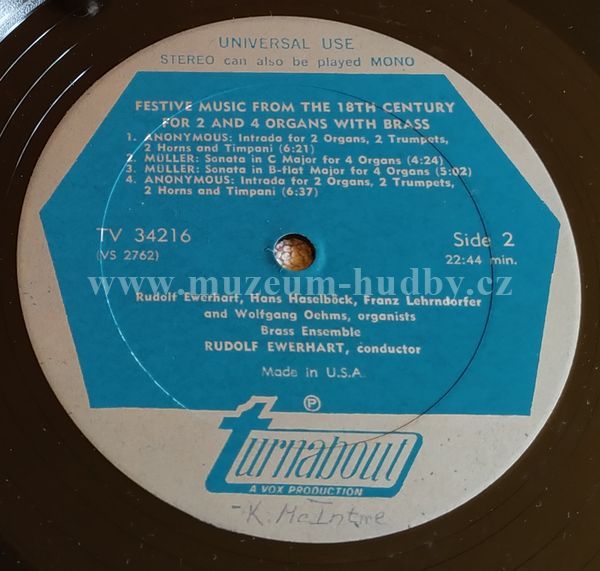 UNIVERSAL USE
STEREO can also be played MONO
FESTIVE MUSIC FROM THE 18TH CENTURY
FOR 2 AND 4 ORGANS WITH BRASS
1. ANONYMOUS: Intrada for 2 Organs, 2 Trumpets,
2 Horns and Timpani (6:21)
2. MÜLLER: Sonata in C Major for 4 Organs (4:24)
3. MÜLLER: Sonata in B-flat Major for 4 Organs (5:02)
4. ANONYMOUS: Intrada for 2 Organs, 2 Trumpets,
2 Horns and Timpani (6:37)
TV 34216
(VS 2762)
Side 2
22:44 min.
www.muzeum-hudby.cz
Rudolf Ewerhart, Hans Haselböck, Franz Lehrndorfer
and Wolfgang Oehms, organists
Brass Ensemble
RUDOLF EWERHART, conductor
Made in U.S.A.
℗
turnabout
A VOX PRODUCTION
K. McIntyre